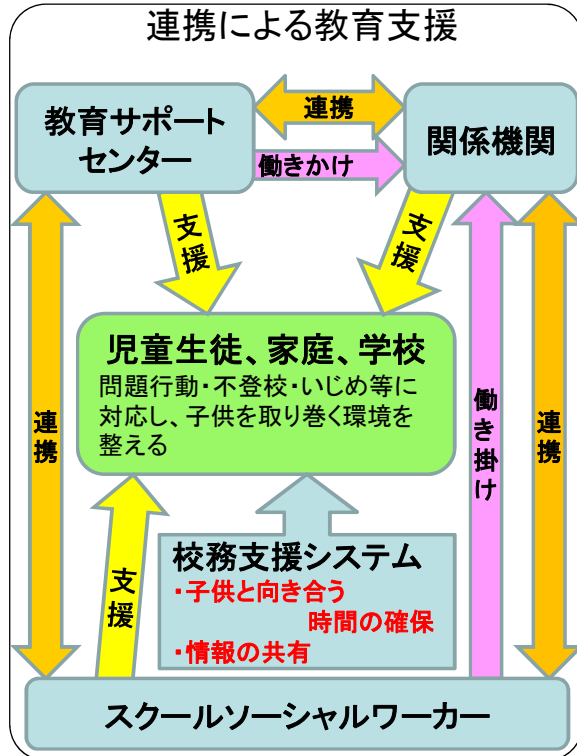 連携による教育支援
教育サポート
センター
連携
働きかけ
関係機関
支援
支援
児童生徒、家庭、学校
問題行動・不登校・いじめ等に
対応し、子供を取り巻く環境を
整える
連携
働き掛け
連携
支援
校務支援システム
・子供と向き合う
時間の確保
・情報の共有
スクールソーシャルワーカー